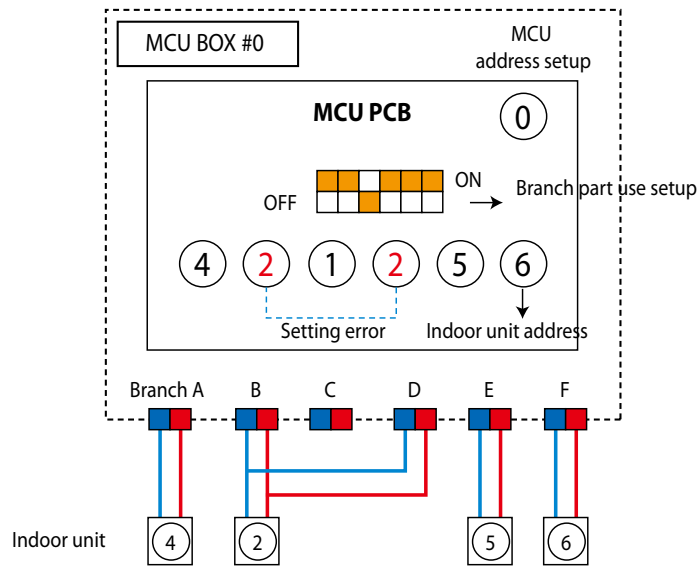 MCU BOX #0
MCU
address setup
MCU PCB
0
ON
OFF
Branch part use setup
4 2 1 2 5 6
Setting error
Indoor unit address
Branch A B C D E F
Indoor unit
4 2 5 6